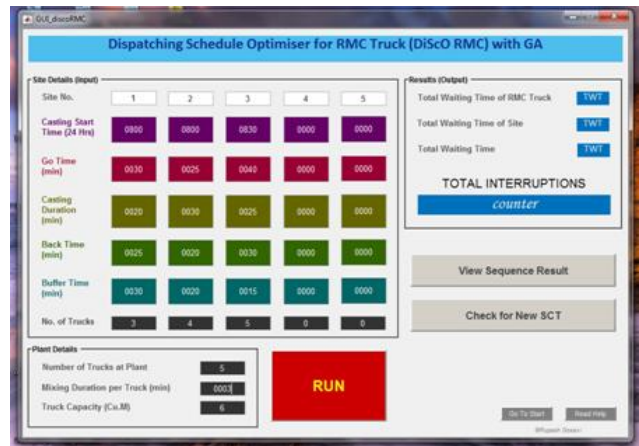 GUI_discoRMC
Dispatching Schedule Optimiser for RMC Truck (DiScO RMC) with GA
Site Details (Input)
Site No. 1 2 3 4 5
Casting Start
Time (24 Hrs) 0800 0800 0830 0000 0000
Go Time
(min) 0030 0025 0040 0000 0000
Casting
Duration
(min) 0020 0030 0025 0000 0000
Back Time
(min) 0025 0020 0030 0000 0000
Buffer Time
(min) 0030 0020 0015 0000 0000
No. of Trucks 3 4 5 0 0
Plant Details
Number of Trucks at Plant 5
Mixing Duration per Truck (min) 0003
Truck Capacity (Cu.M) 6
RUN
Results (Output)
Total Waiting Time of RMC Truck TWT
Total Waiting Time of Site TWT
Total Waiting Time TWT
TOTAL INTERRUPTIONS
counter
View Sequence Result
Check for New SCT
Go To Start Read Help